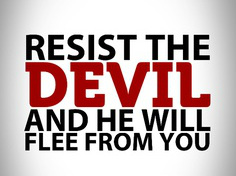 RESIST THE
DEVIL
AND HE WILL
FLEE FROM YOU